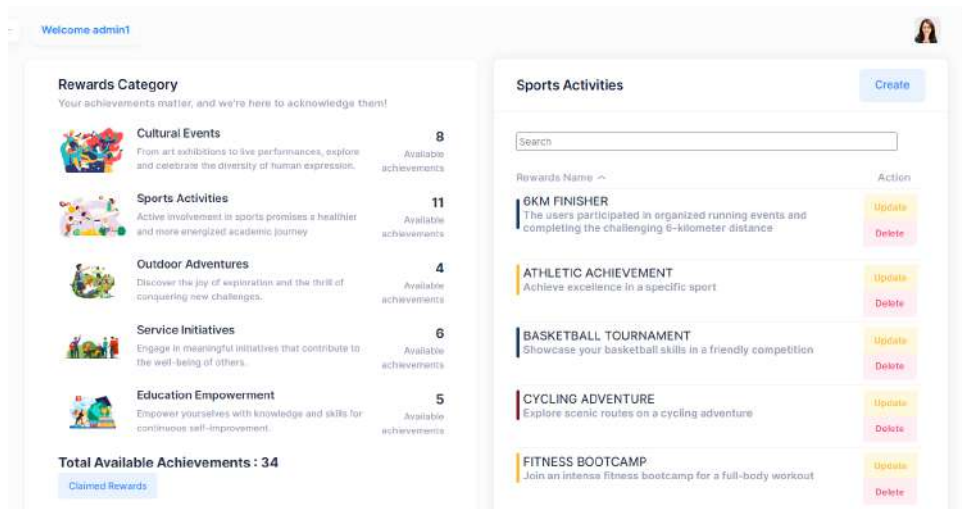 Welcome admin1
Rewards Category
Your achievements matter, and we're here to acknowledge them!
Cultural Events
8
From art exhibitions to live performances, explore
and celebrate the diversity of human expression.
Available
achievements
Sports Activities
11
Active involvement in sports promises a healthier
and more energized academic journey
Available
achievements
Outdoor Adventures
4
Discover the joy of exploration and the thrill of
conquering new challenges.
Available
achievements
Service Initiatives
6
Engage in meaningful initiatives that contribute to
the well-being of others.
Available
achievements
Education Empowerment
5
Empower yourselves with knowledge and skills for
continuous self-improvement.
Available
achievements
Total Available Achievements : 34
Claimed Rewards
Sports Activities
Create
Search
Rewards Name
Action
6KM FINISHER
The users participated in organized running events and
completing the challenging 6-kilometer distance
Update
Delete
ATHLETIC ACHIEVEMENT
Achieve excellence in a specific sport
Update
Delete
BASKETBALL TOURNAMENT
Showcase your basketball skills in a friendly competition
Update
Delete
CYCLING ADVENTURE
Explore scenic routes on a cycling adventure
Update
Delete
FITNESS BOOTCAMP
Join an intense fitness bootcamp for a full-body workout
Update
Delete